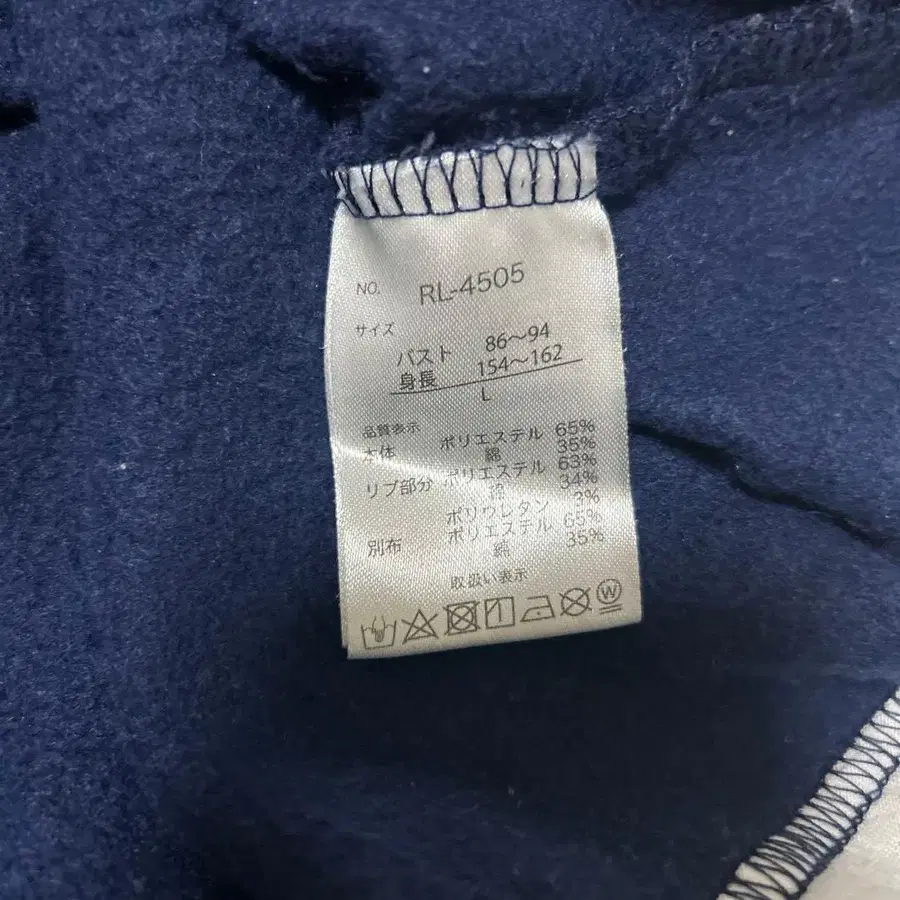 NO. RL-4505
サイズ
バスト 86〜94
身長 154〜162
L
品質表示
本体 ポリエステル 65%
綿 35%
リブ部分 ポリエステル 63%
綿 34%
ポリウレタン 3%
別布 ポリエステル 65%
綿 35%
取扱い表示
W